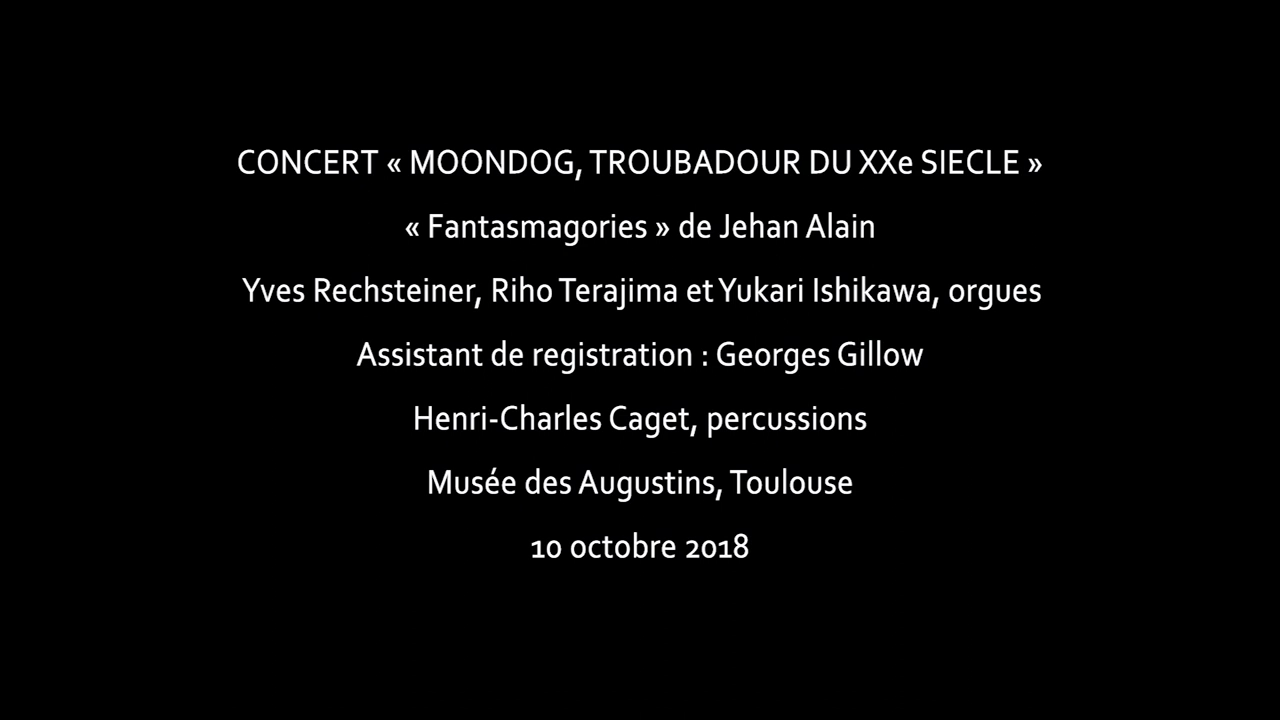 CONCERT « MOONDOG, TROUBADOUR DU XXe SIECLE »
« Fantasmagories » de Jehan Alain
Yves Rechsteiner, Riho Terajima et Yukari Ishikawa, orgues
Assistant de registration : Georges Gillow
Henri-Charles Caget, percussions
Musée des Augustins, Toulouse
10 octobre 2018